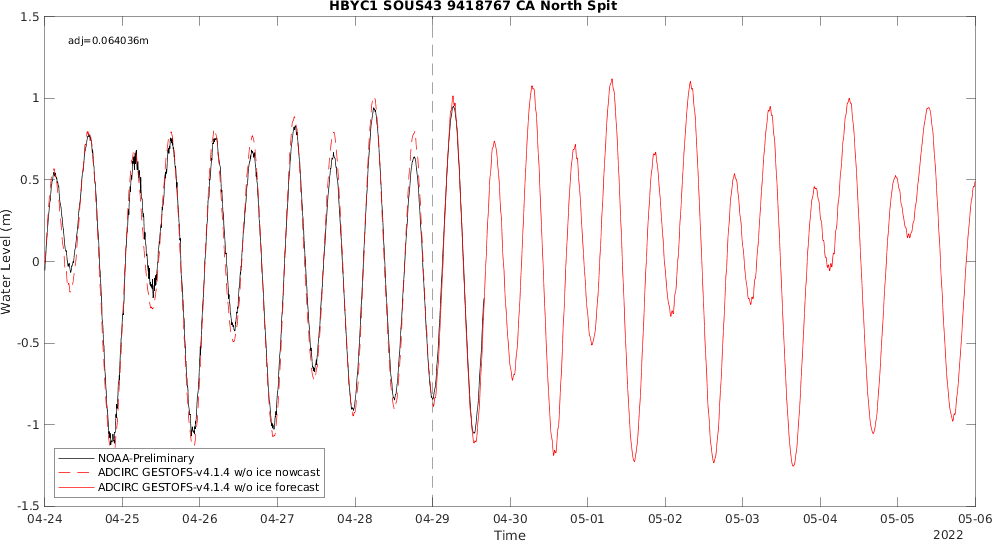 HBYC1 SOUS43 9418767 CA North Spit
adj=0.064036m
1.5
1
0.5
0
-0.5
-1
-1.5
Water Level (m)
NOAA-Preliminary
ADCIRC GESTOFS-v4.1.4 w/o ice nowcast
ADCIRC GESTOFS-v4.1.4 w/o ice forecast
04-24 04-25 04-26 04-27 04-28 04-29 04-30 05-01 05-02 05-03 05-04 05-05 05-06
Time
2022